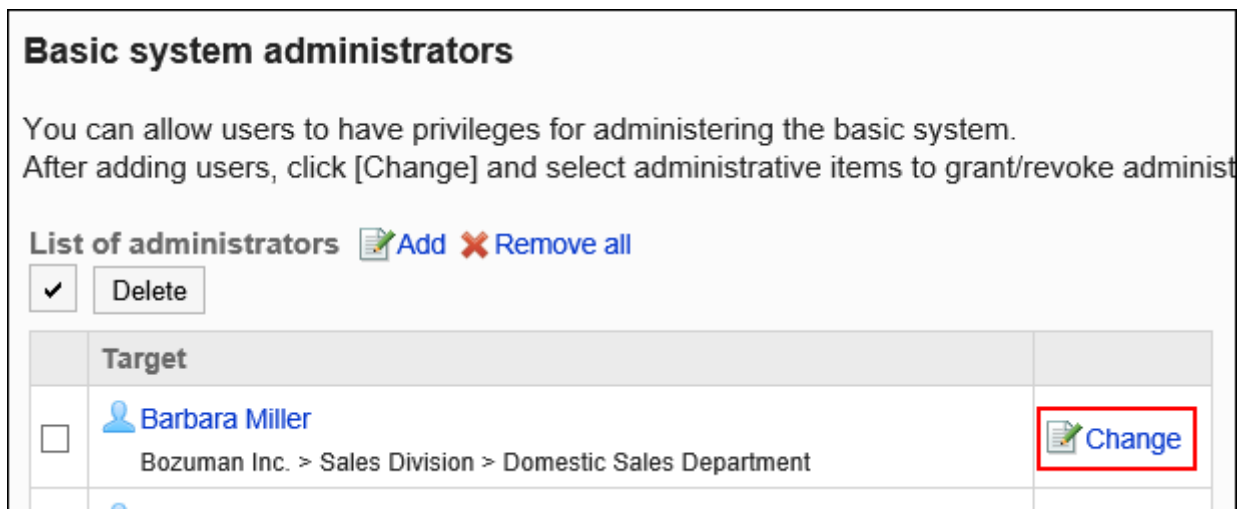 Basic system administrators
You can allow users to have privileges for administering the basic system.
After adding users, click [Change] and select administrative items to grant/revoke administ
List of administrators Add Remove all
Delete
Target
Barbara Miller
Change
Bozuman Inc. > Sales Division > Domestic Sales Department